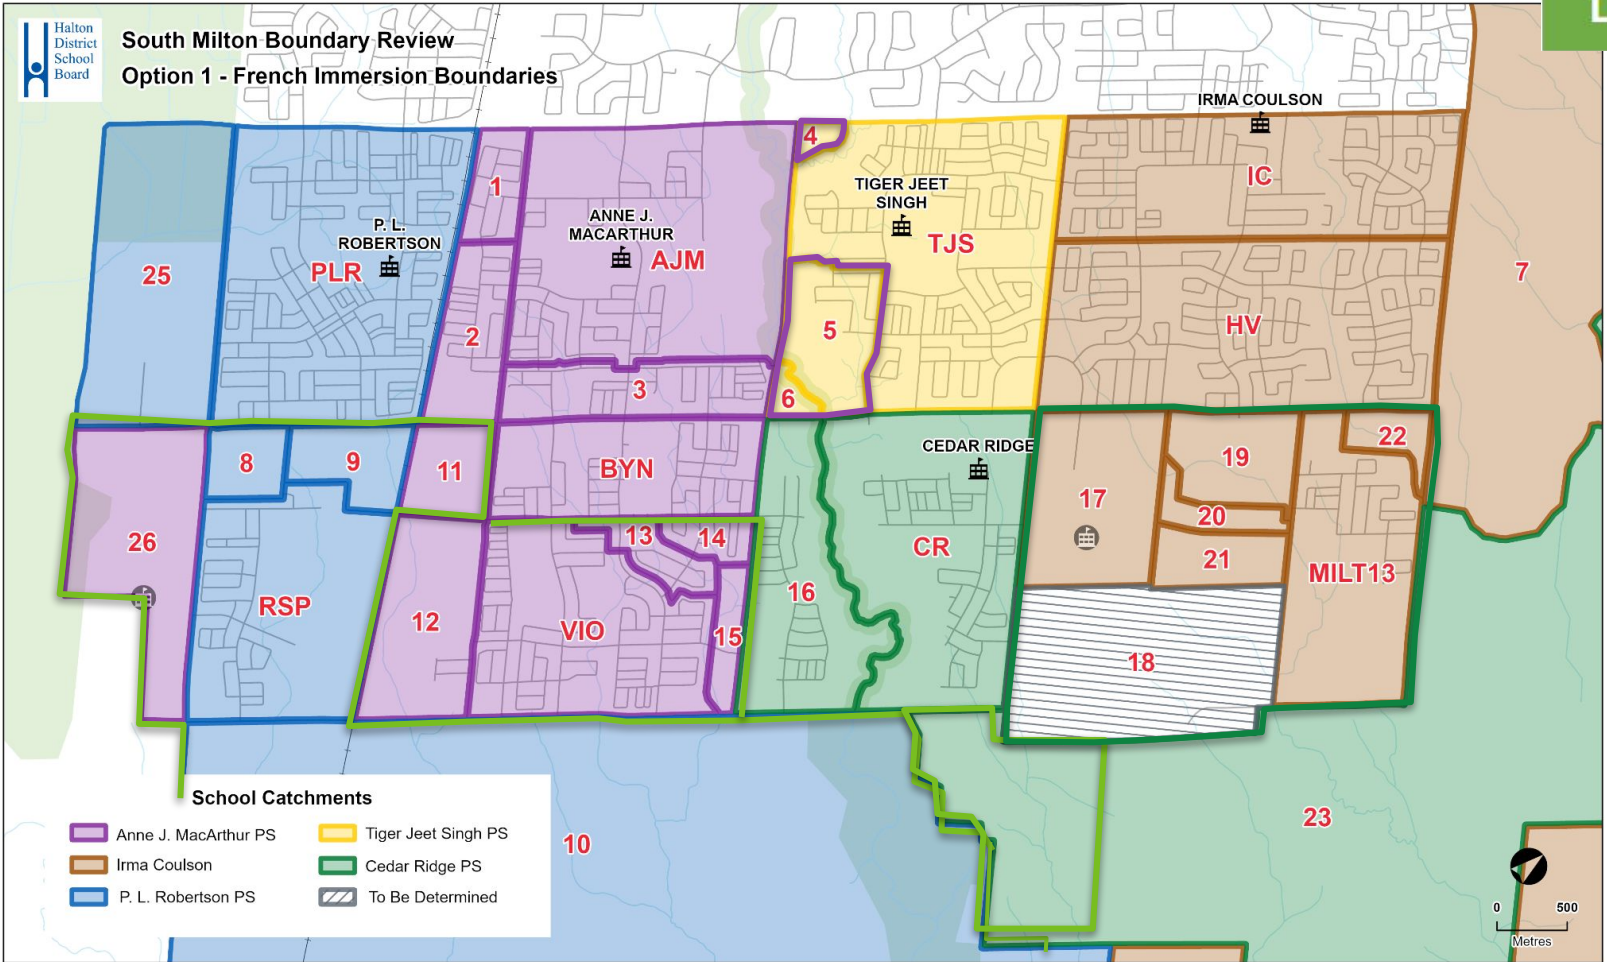 Halton
District
School
Board
South Milton Boundary Review
Option 1 - French Immersion Boundaries
IRMA COULSON
4
TIGER JEET
SINGH
IC
1
P. L.
ROBERTSON
ANNE J.
MACARTHUR
TJS
25
PLR
AJM
7
2
5
HV
3
6
8
9
11
BYN
CEDAR RIDGE
19
22
17
20
26
13
14
CR
21
MILT13
RSP
12
VIO
15
16
18
School Catchments
Anne J. MacArthur PS
Tiger Jeet Singh PS
Irma Coulson
Cedar Ridge PS
P. L. Robertson PS
To Be Determined
10
23
0 500
Metres